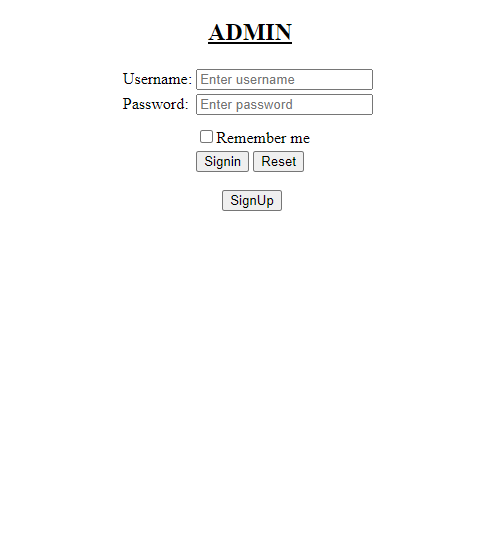 ADMIN
Username: Enter username
Password: Enter password
Remember me
Signin Reset
SignUp